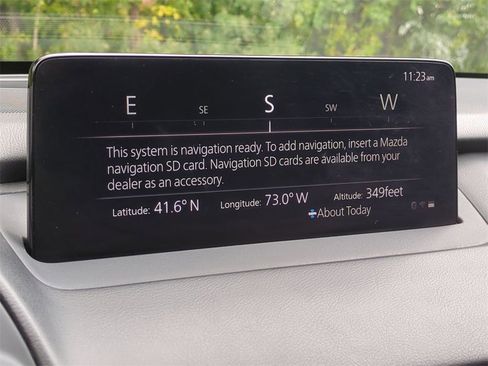 11:23am
E SE S SW W
This system is navigation ready. To add navigation, insert a Mazda
navigation SD card. Navigation SD cards are available from your
dealer as an accessory.
Latitude: 41.6° N Longitude: 73.0° W Altitude: 349feet
About Today